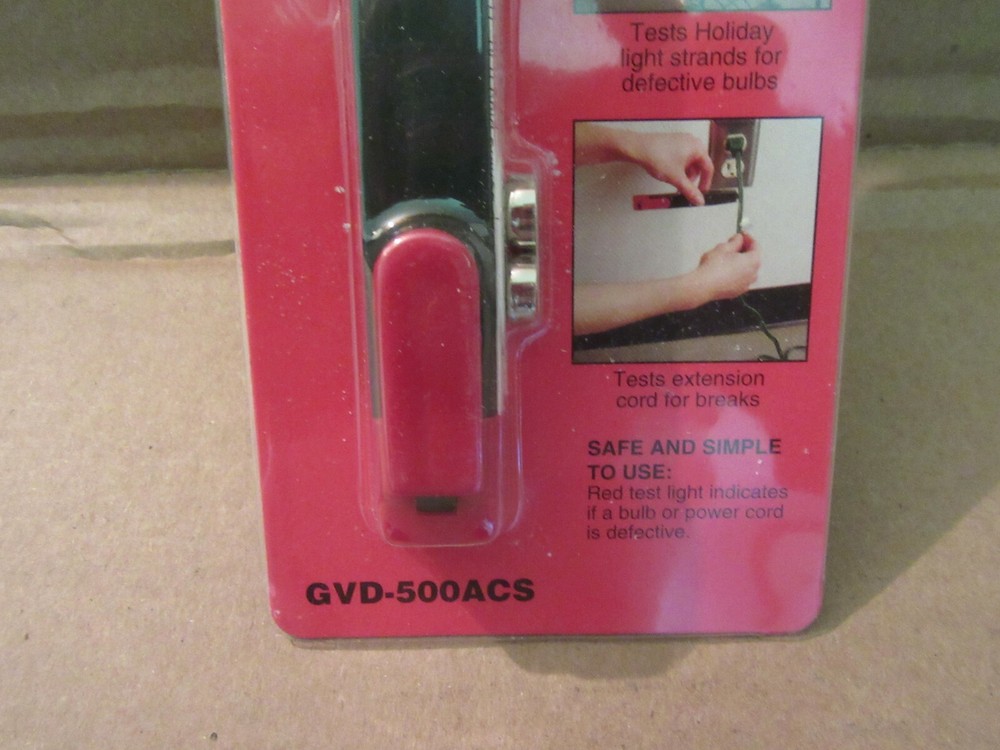 Tests Holiday
light strands for
defective bulbs
Tests extension
cord for breaks
SAFE AND SIMPLE
TO USE:
Red test light indicates
if a bulb or power cord
is defective.
GVD-500ACS